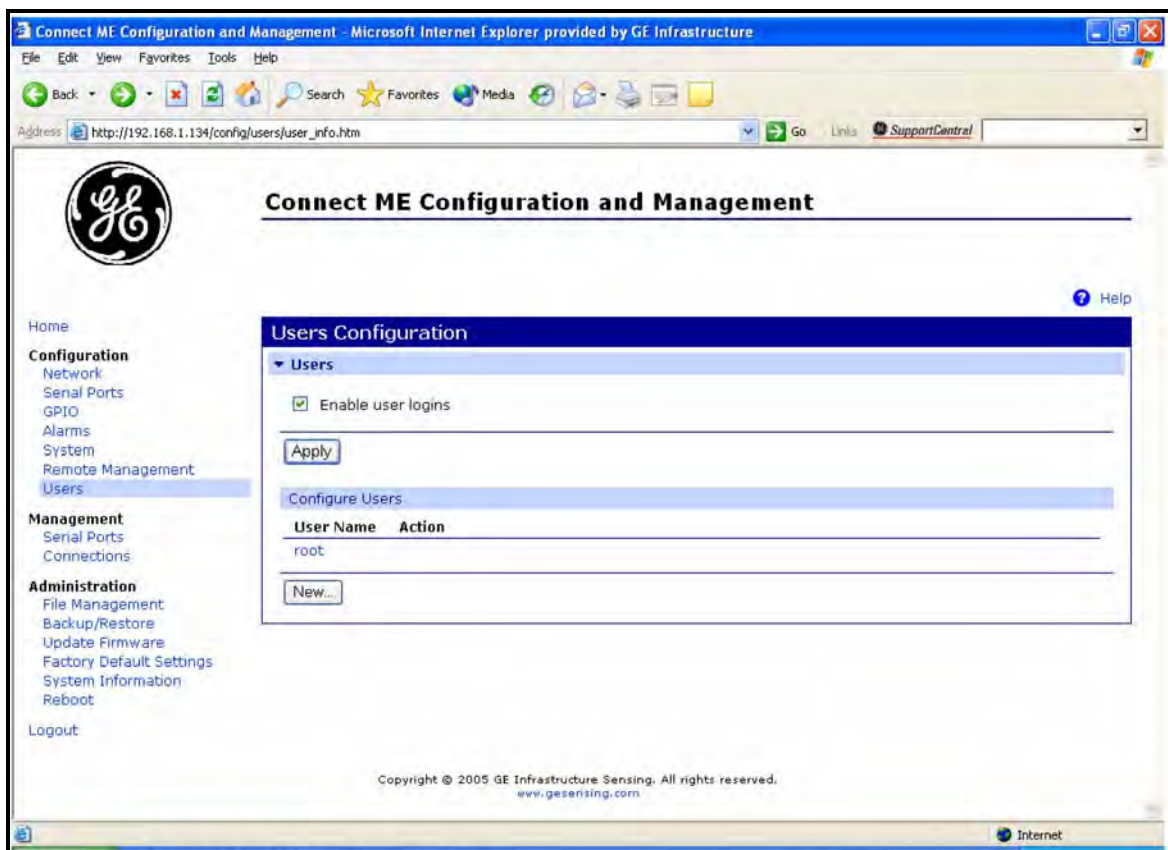 Connect ME Configuration and Management - Microsoft Internet Explorer provided by GE Infrastructure
File Edit View Favorites Tools Help
Back Search Favorites Media
Address http://192.168.1.134/config/users/user_info.htm Go Links SupportCentral
GE
Connect ME Configuration and Management
Help
Home
Configuration
Network
Serial Ports
GPIO
Alarms
System
Remote Management
Users
Management
Serial Ports
Connections
Administration
File Management
Backup/Restore
Update Firmware
Factory Default Settings
System Information
Reboot
Logout
Users Configuration
Users
Enable user logins
Apply
Configure Users
User Name Action
root
New...
Copyright © 2005 GE Infrastructure Sensing. All rights reserved.
www.gesensing.com
Internet